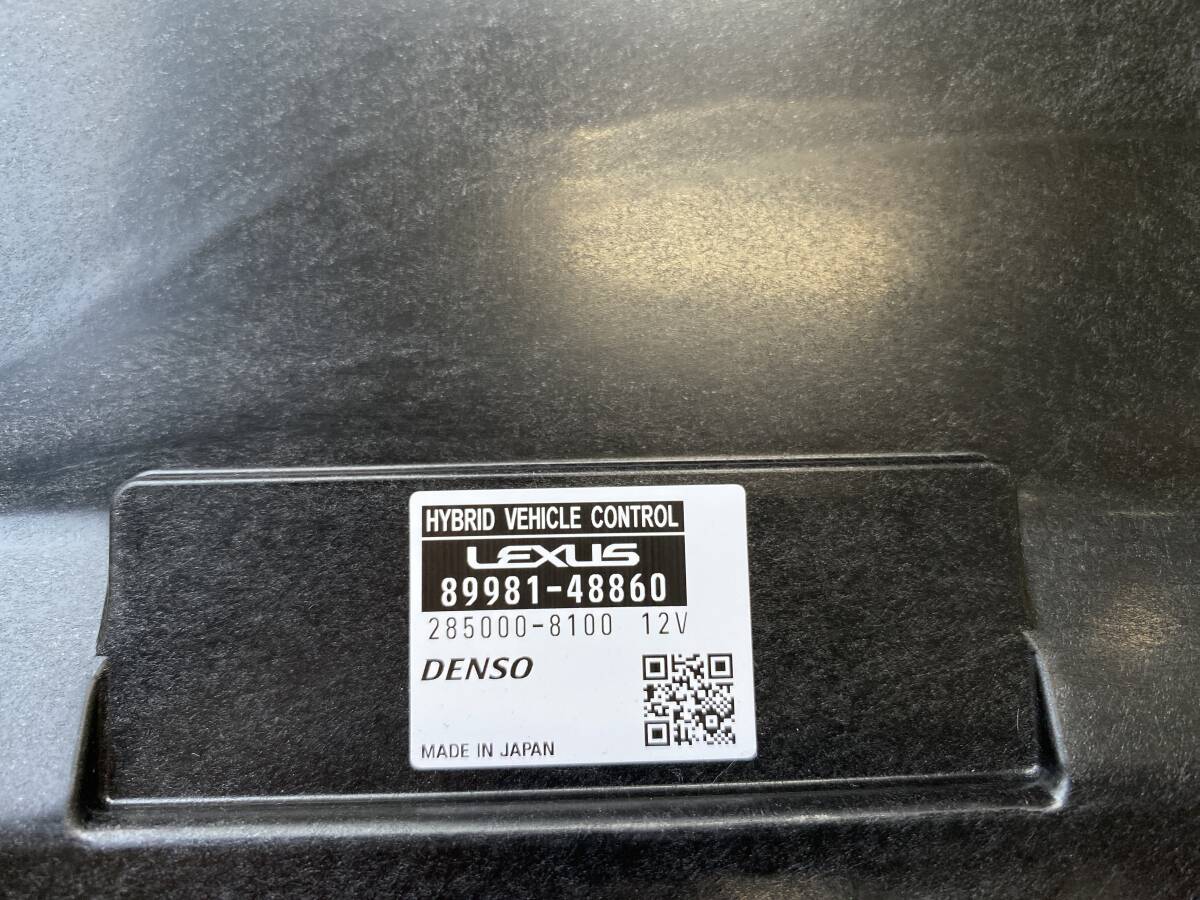 HYBRID VEHICLE CONTROL
LEXUS
89981-48860
285000-8100 12V
DENSO
MADE IN JAPAN